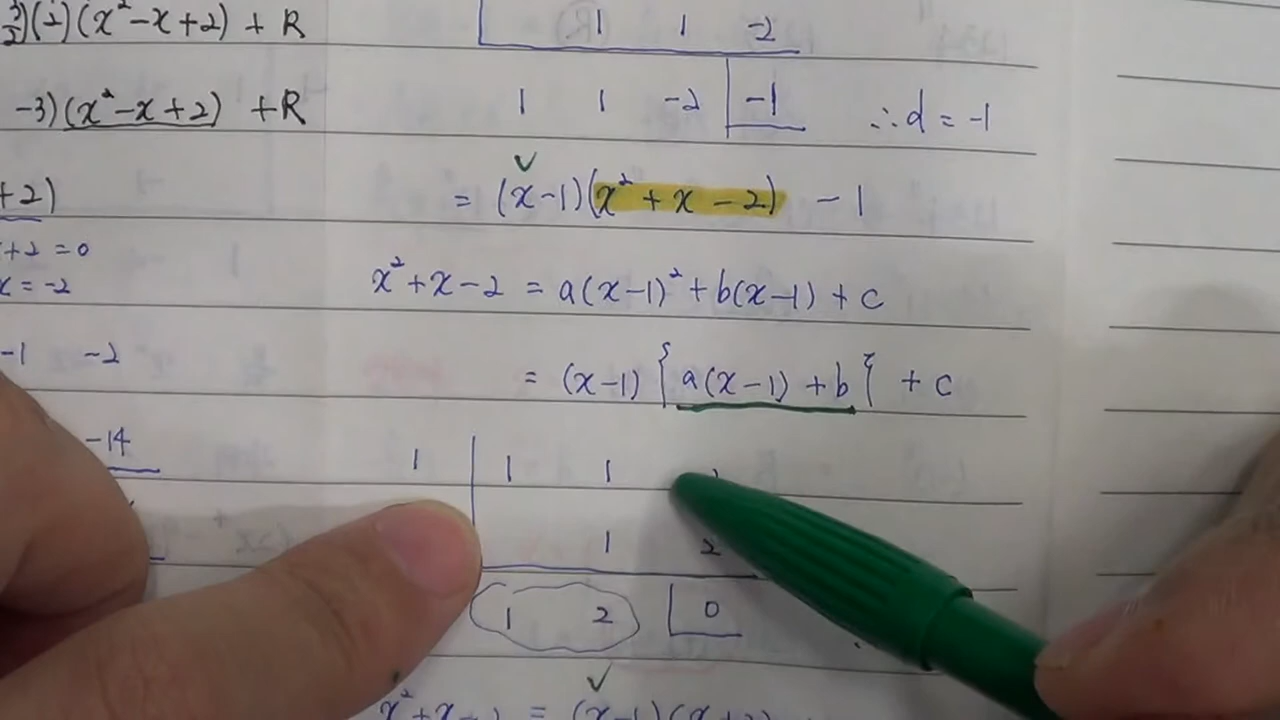 )(2)(x²-x+2) + R
-3)(x²-x+2) + R
+2)
+2=0
x=-2
-1 -2
-14
1 1 -2
1 1 -2 -1 ∴d=-1
= (x-1)(x²+x-2) -1
x²+x-2 = a(x-1)²+b(x-1)+c
= (x-1){a(x-1)+b}+c
1 1 1
1 2
1 2 0
= (x-1)(